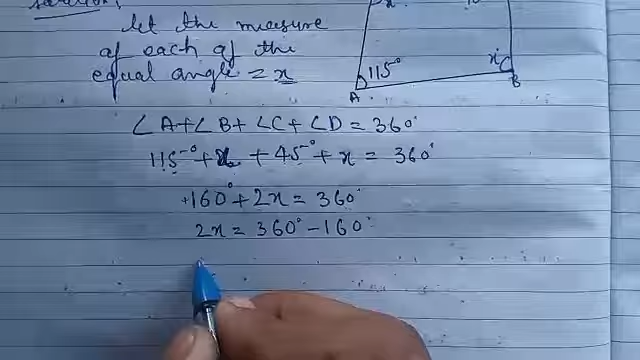 Solution:
let the measure
of each of the
equal angle = x
x
115°
x°
C
A
B
∠A+∠B+∠C+∠D=360°
115°+x+45°+x=360°
160°+2x=360°
2x=360°-160°